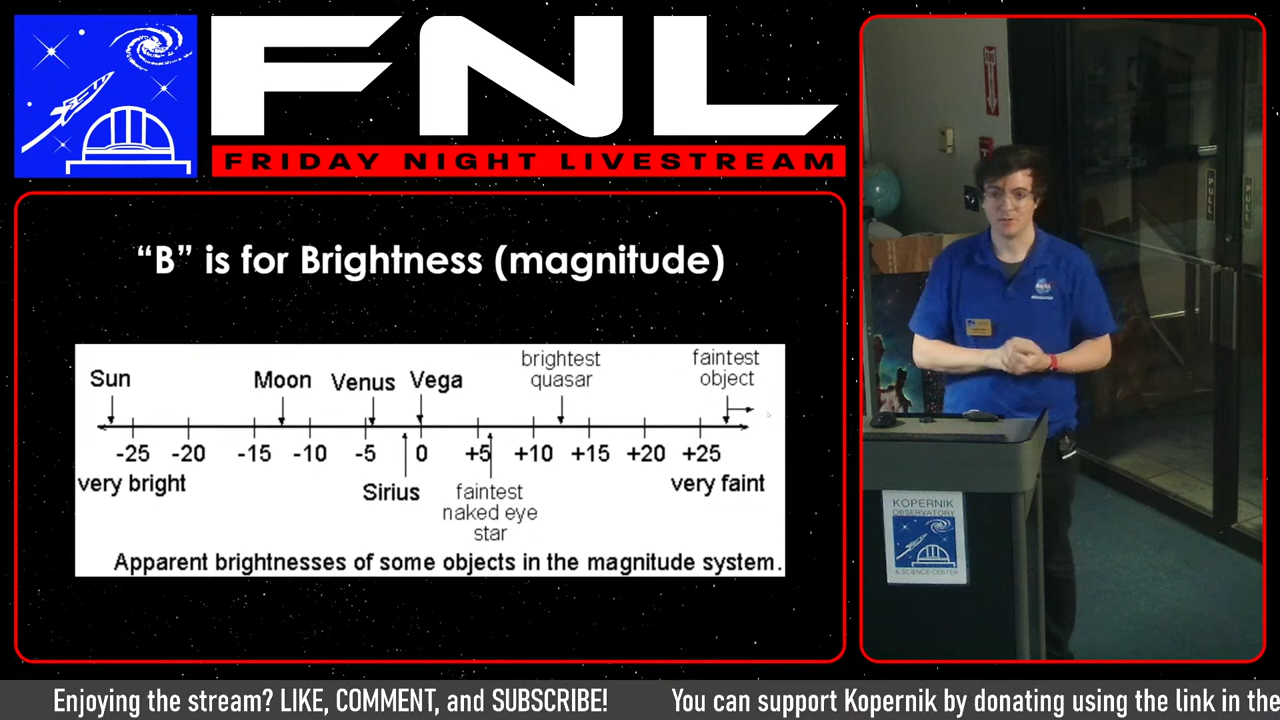 FNL
FRIDAY NIGHT LIVESTREAM
“B” is for Brightness (magnitude)
Sun
Moon
Venus
Vega
brightest
quasar
faintest
object
-25
-20
-15
-10
-5
0
+5
+10
+15
+20
+25
very bright
Sirius
faintest
naked eye
star
very faint
Apparent brightnesses of some objects in the magnitude system.
PULL
PULL
NASA
KOPERNIK
OBSERVATORY
& SCIENCE CENTER
Enjoying the stream? LIKE, COMMENT, and SUBSCRIBE!
You can support Kopernik by donating using the link in the